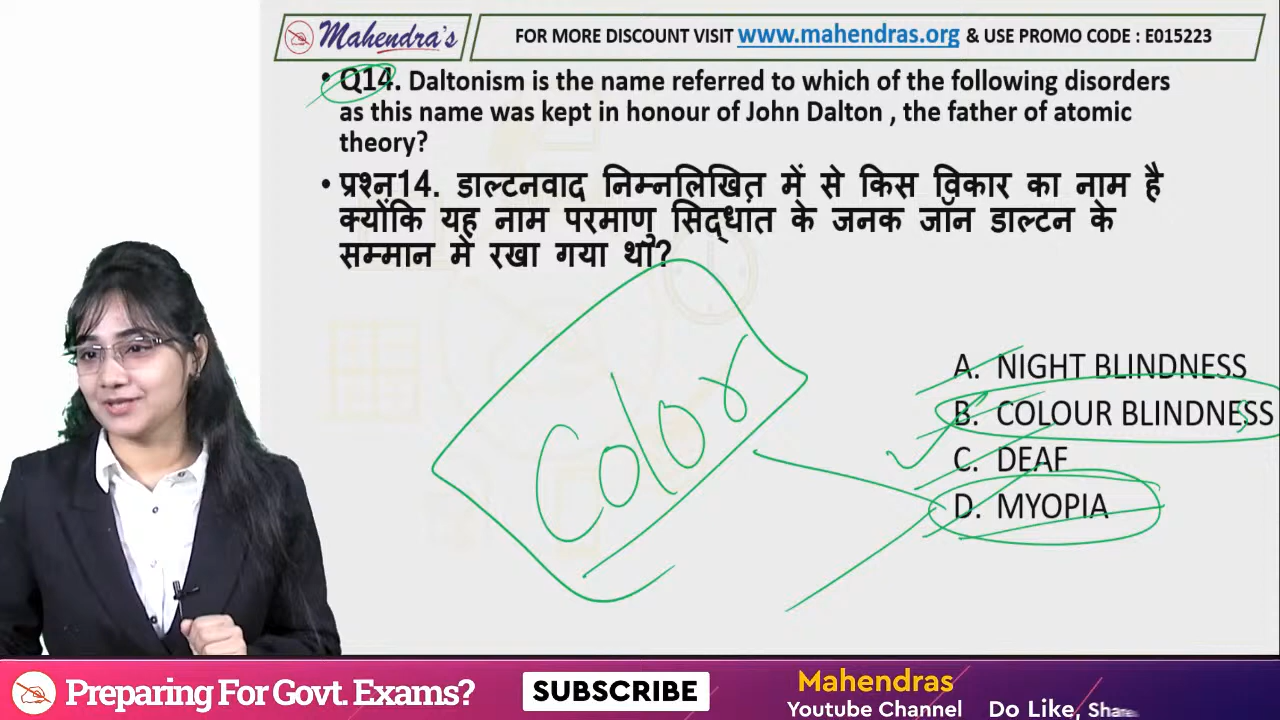 Mahendra's
FOR MORE DISCOUNT VISIT www.mahendras.org & USE PROMO CODE : E015223
• Q14. Daltonism is the name referred to which of the following disorders
as this name was kept in honour of John Dalton , the father of atomic
theory?
• प्रश्न14. डाल्टनवाद निम्नलिखित में से किस विकार का नाम है
क्योंकि यह नाम परमाणु सिद्धांत के जनक जॉन डाल्टन के
सम्मान में रखा गया था?
Color
A. NIGHT BLINDNESS
B. COLOUR BLINDNESS
C. DEAF
D. MYOPIA
Preparing For Govt. Exams?
SUBSCRIBE
Mahendras
Youtube Channel
Do Like, Share